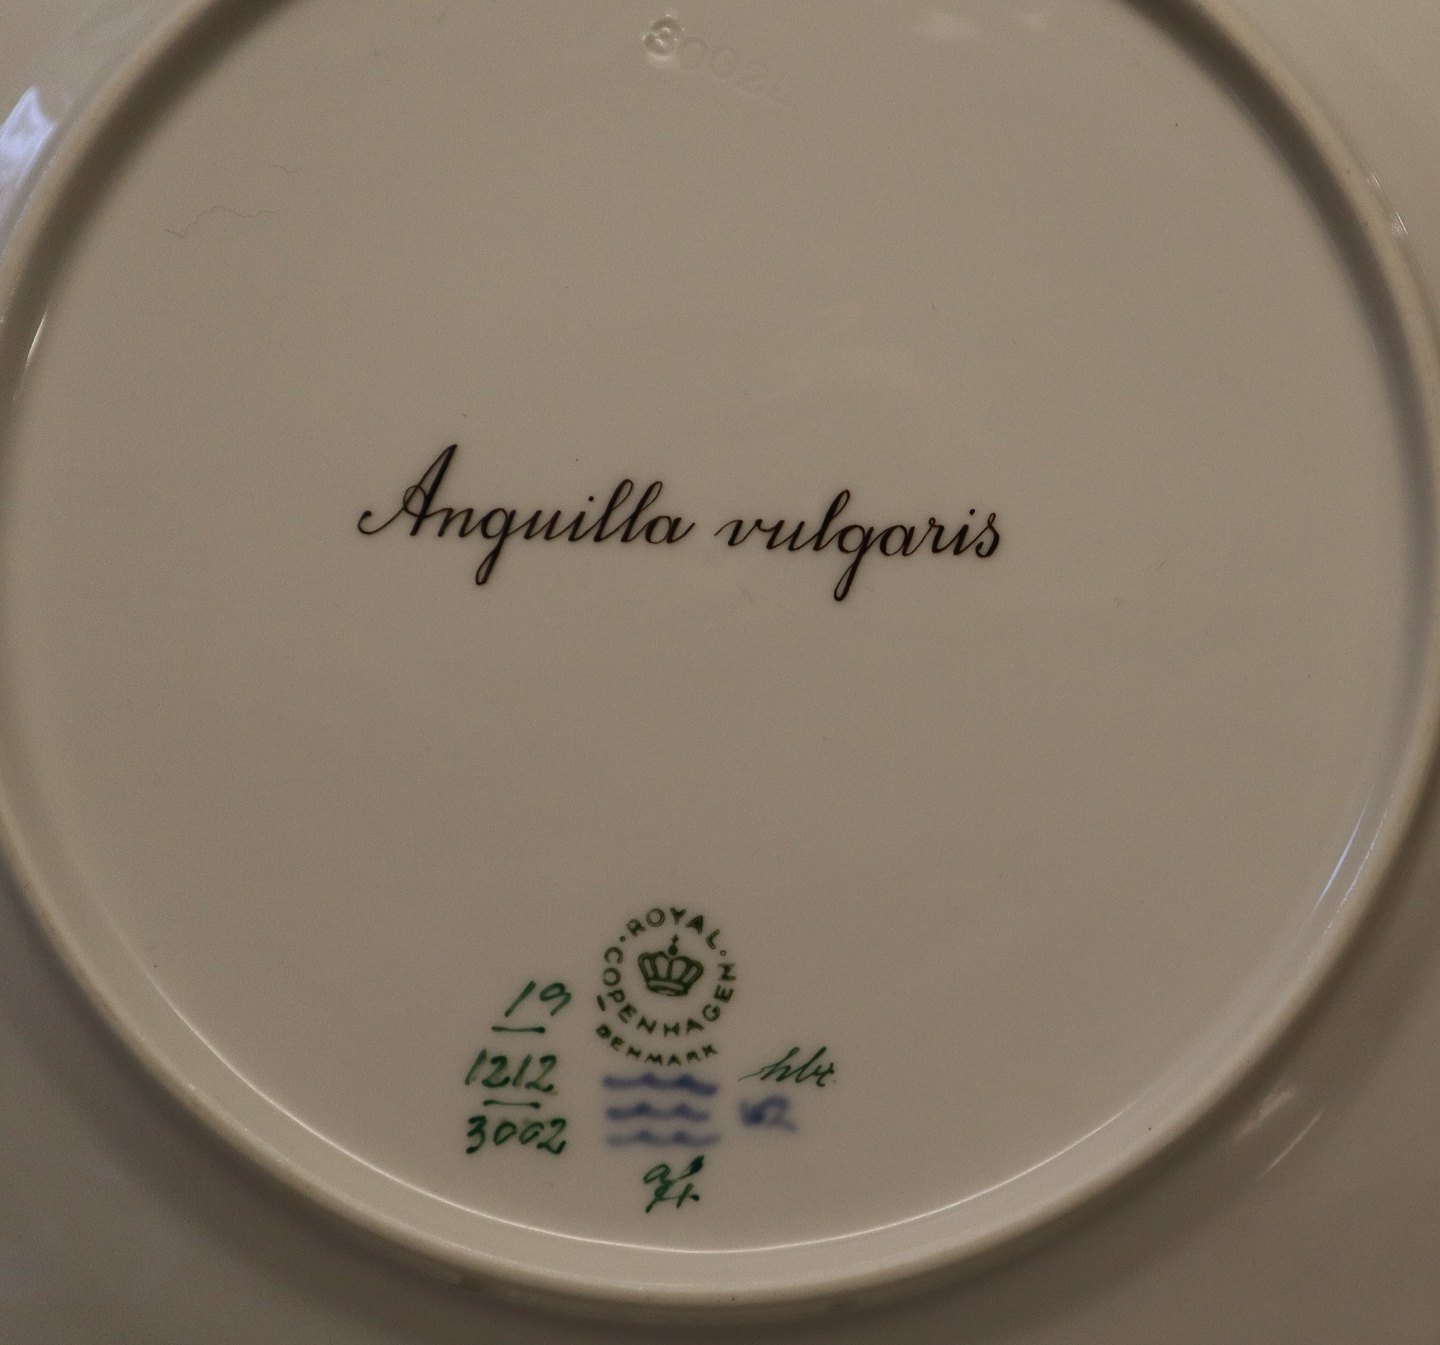 Anguilla vulgaris
ROYAL COPENHAGEN
DENMARK
19
1212
3002